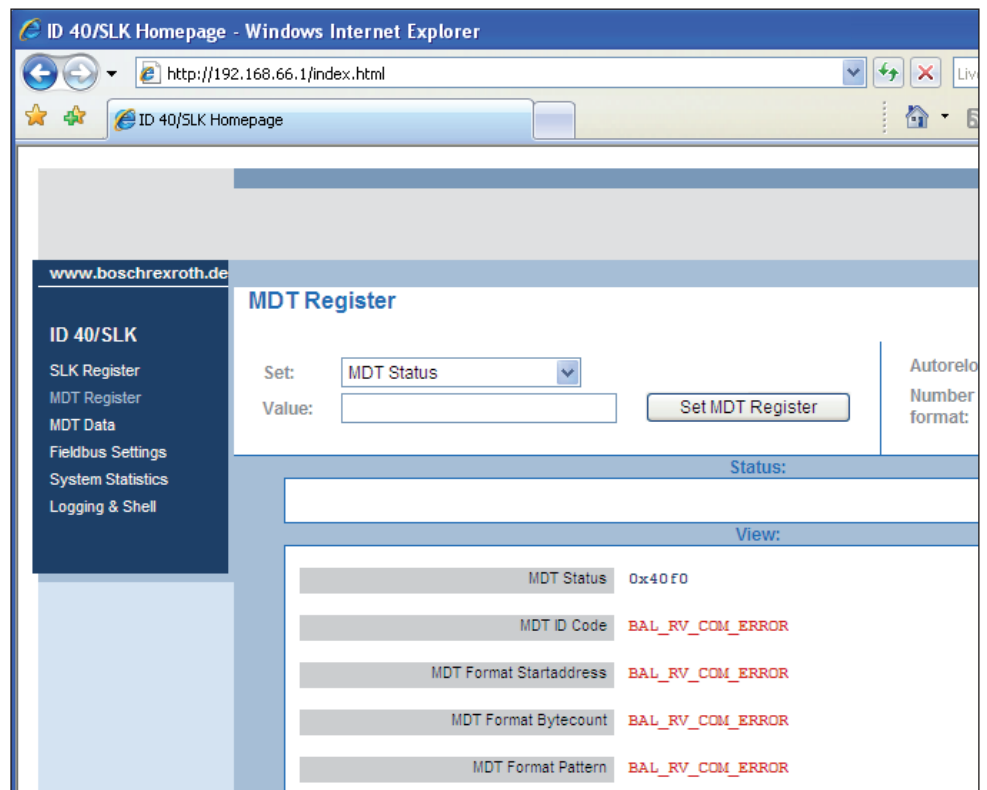 ID 40/SLK Homepage - Windows Internet Explorer
http://192.168.66.1/index.html
Liv
ID 40/SLK Homepage
www.boschrexroth.de
MDT Register
ID 40/SLK
SLK Register
MDT Register
MDT Data
Fieldbus Settings
System Statistics
Logging & Shell
Set:
MDT Status
Value:
Set MDT Register
Autorelo
Number
format:
Status:
View:
MDT Status 0x40f0
MDT ID Code BAL_RV_COM_ERROR
MDT Format Startaddress BAL_RV_COM_ERROR
MDT Format Bytecount BAL_RV_COM_ERROR
MDT Format Pattern BAL_RV_COM_ERROR